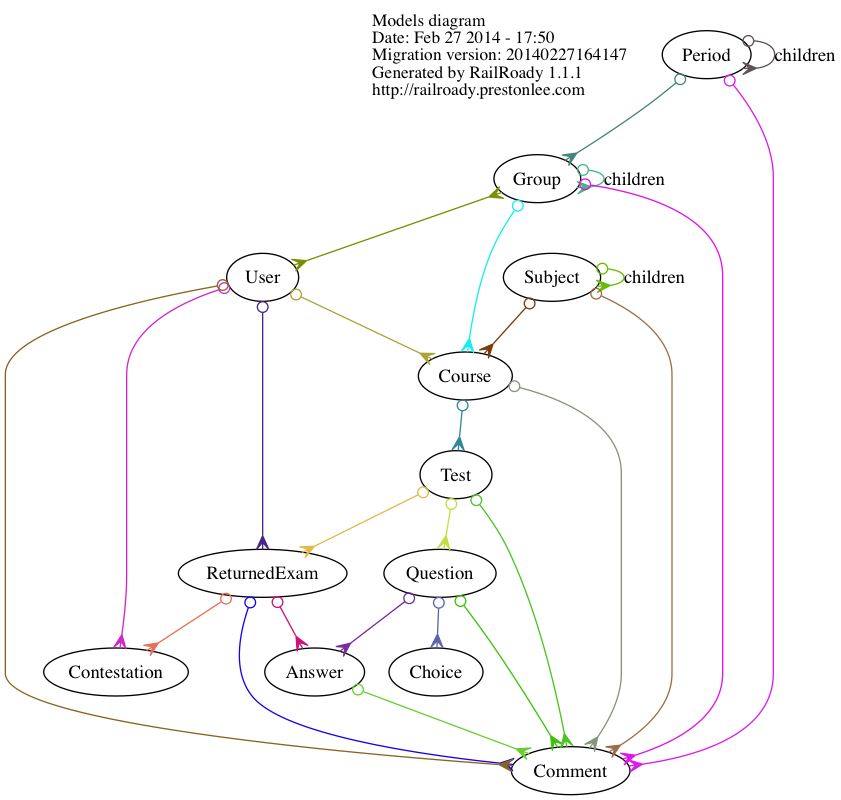 Models diagram
Date: Feb 27 2014 - 17:50
Migration version: 20140227164147
Generated by RailRoady 1.1.1
http://railroady.prestonlee.com
Period
children
Group
children
User
Subject
children
Course
Test
ReturnedExam
Question
Contestation
Answer
Choice
Comment